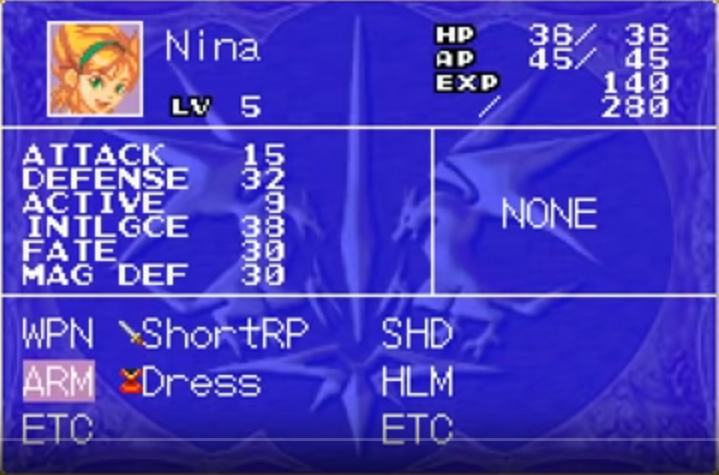 Nina
LV 5
HP 36/ 36
AP 45/ 45
EXP 140
/ 280
ATTACK 15
DEFENSE 32
ACTIVE 9
INTLGCE 38
FATE 30
MAG DEF 30
NONE
WPN ShortRP SHD
ARM Dress HLM
ETC ETC